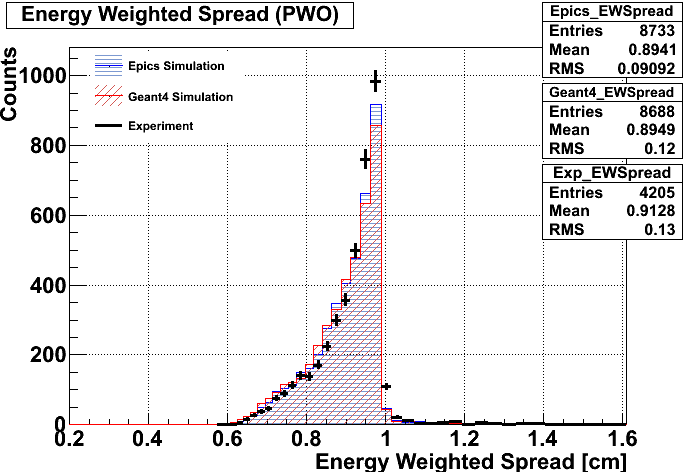 Energy Weighted Spread (PWO)
Epics_EWSpread
Entries 8733
Mean 0.8941
RMS 0.09092
Geant4_EWSpread
Entries 8688
Mean 0.8949
RMS 0.12
Exp_EWSpread
Entries 4205
Mean 0.9128
RMS 0.13
Epics Simulation
Geant4 Simulation
Experiment
Counts
1000
800
600
400
200
0
0.2 0.4 0.6 0.8 1 1.2 1.4 1.6
Energy Weighted Spread [cm]